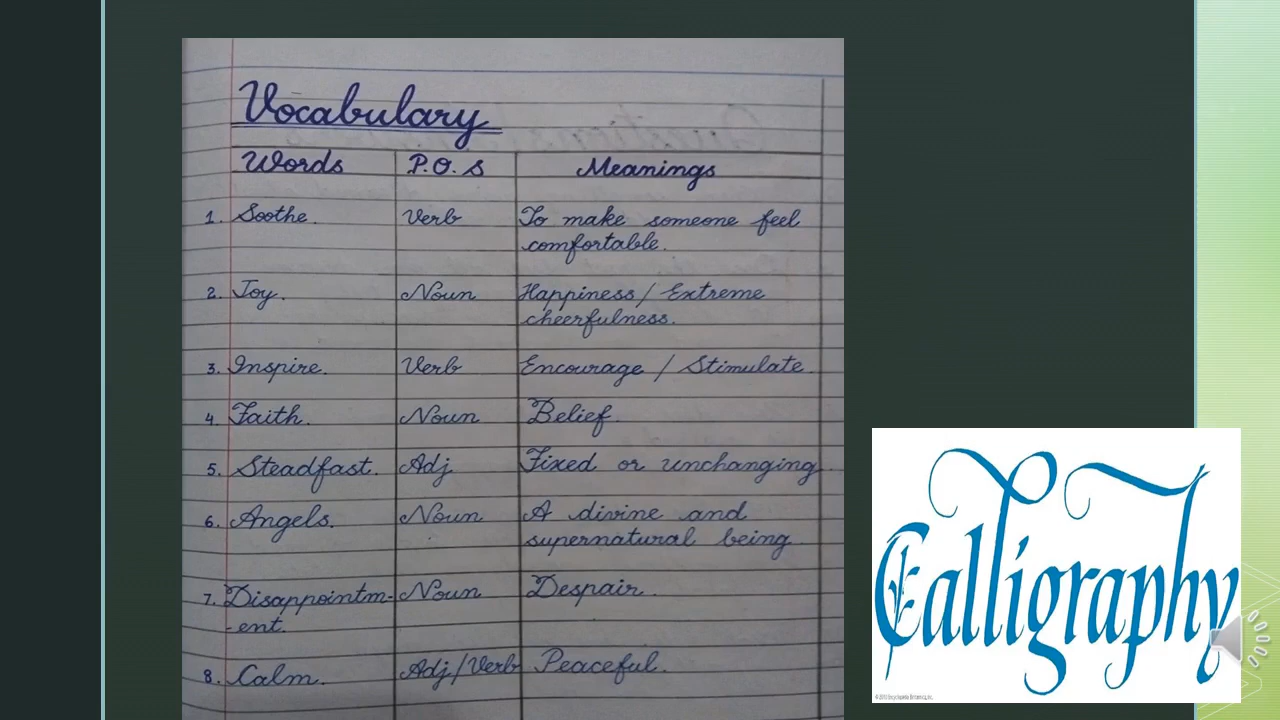 Vocabulary
Words P.O.S Meanings
1. Soothe. Verb To make someone feel
comfortable.
2. Joy. Noun Happiness / Extreme
cheerfulness.
3. Inspire. Verb Encourage / Stimulate.
4. Faith. Noun Belief.
5. Steadfast. Adj Fixed or unchanging.
6. Angels. Noun A divine and
supernatural being
7. Disappointm- Noun Despair.
-ent.
8. Calm. Adj/Verb Peaceful.
Calligraphy